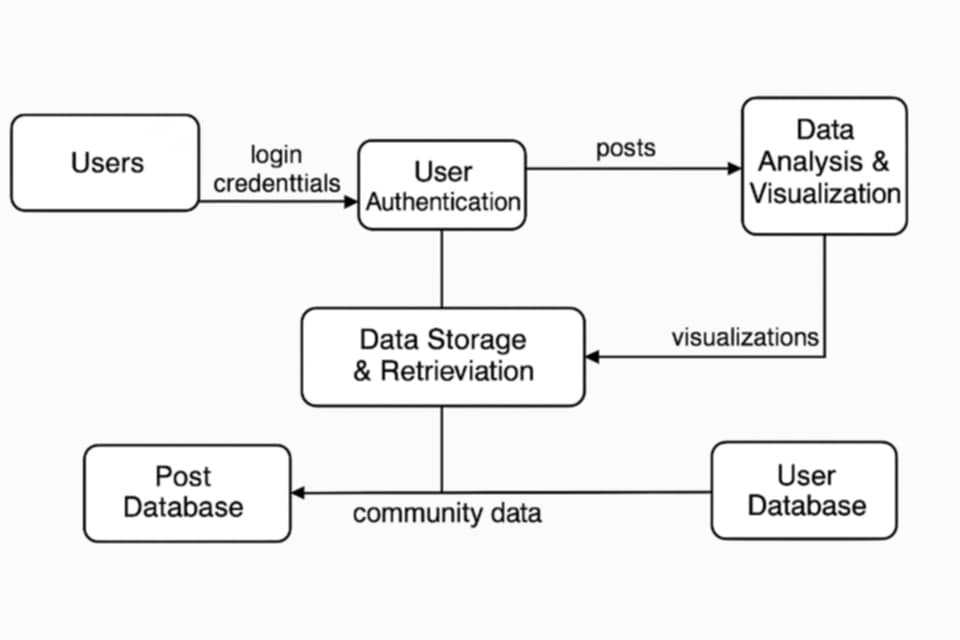 Users
login
credenttials
User
Authentication
posts
Data
Analysis &
Visualization
Data Storage
& Retrieviation
visualizations
Post
Database
community data
User
Database